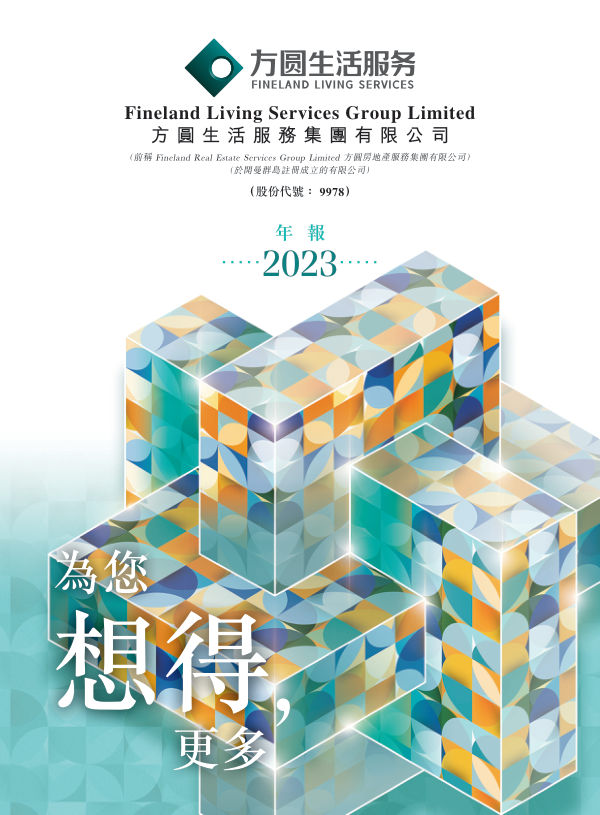 方圆生活服务
FINELAND LIVING SERVICES
Fineland Living Services Group Limited
方圓生活服務集團有限公司
（前稱 Fineland Real Estate Services Group Limited 方圓房地產服務集團有限公司）
（於開曼群島註冊成立的有限公司）
（股份代號： 9978）
年報
2023
為您
想得,
更多